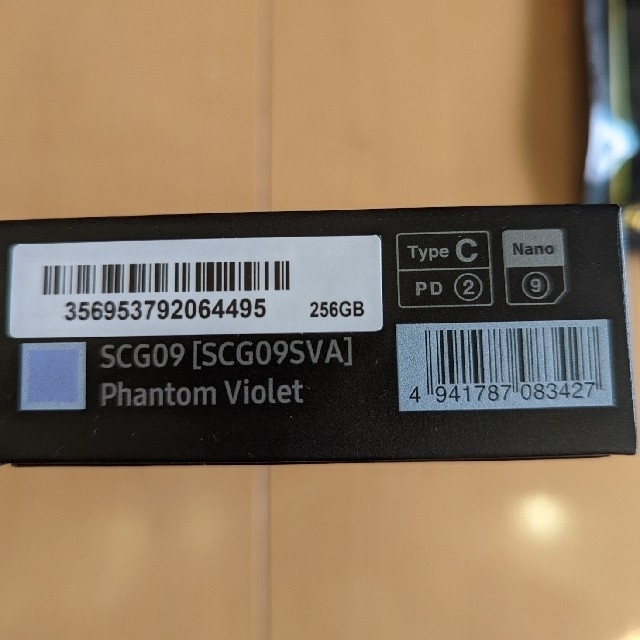 356953792064495 256GB
Type C
PD 2
Nano
9
SCG09 [SCG09SVA]
Phantom Violet
4 941787 083427